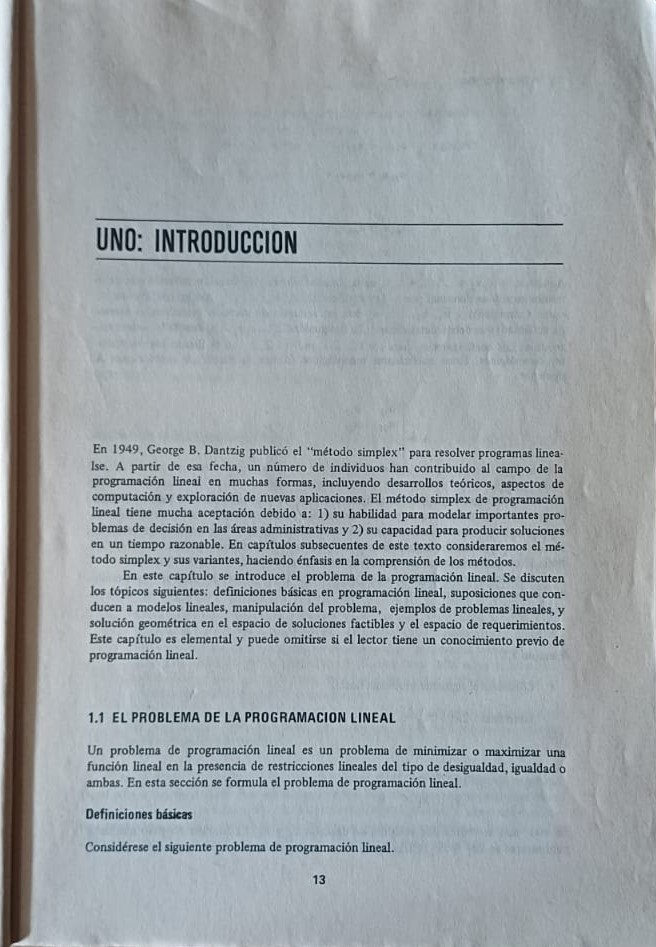 UNO: INTRODUCCION
En 1949, George B. Dantzig publicó el "método simplex" para resolver programas linea-
lse. A partir de esa fecha, un número de individuos han contribuido al campo de la
programación lineal en muchas formas, incluyendo desarrollos teóricos, aspectos de
computación y exploración de nuevas aplicaciones. El método simplex de programación
lineal tiene mucha aceptación debido a: 1) su habilidad para modelar importantes pro-
blemas de decisión en las áreas administrativas y 2) su capacidad para producir soluciones
en un tiempo razonable. En capítulos subsecuentes de este texto consideraremos el mé-
todo simplex y sus variantes, haciendo énfasis en la comprensión de los métodos.
En este capítulo se introduce el problema de la programación lineal. Se discuten
los tópicos siguientes: definiciones básicas en programación lineal, suposiciones que con-
ducen a modelos lineales, manipulación del problema, ejemplos de problemas lineales, y
solución geométrica en el espacio de soluciones factibles y el espacio de requerimientos.
Este capítulo es elemental y puede omitirse si el lector tiene un conocimiento previo de
programación lineal.
1.1 EL PROBLEMA DE LA PROGRAMACION LINEAL
Un problema de programación lineal es un problema de minimizar o maximizar una
función lineal en la presencia de restricciones lineales del tipo de desigualdad, igualdad o
ambas. En esta sección se formula el problema de programación lineal.
Definiciones básicas
Considérese el siguiente problema de programación lineal.
13